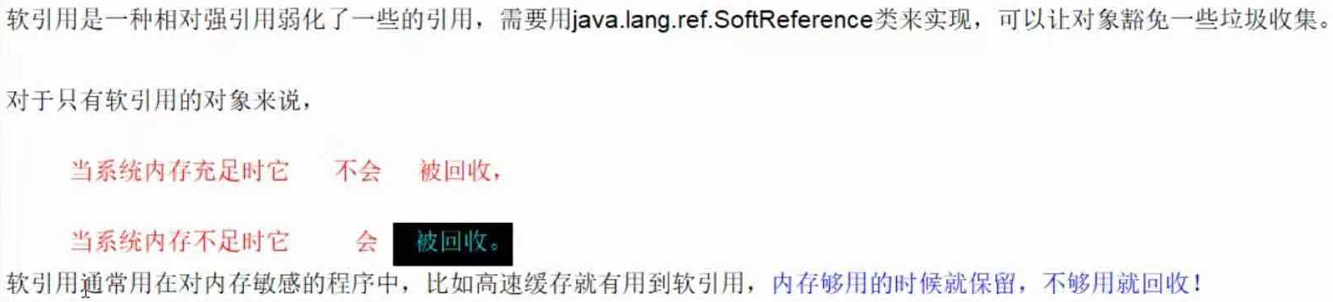 软引用是一种相对强引用弱化了一些的引用，需要用java.lang.ref.SoftReference类来实现，可以让对象豁免一些垃圾收集。
对于只有软引用的对象来说，
当系统内存充足时它 不会 被回收，
当系统内存不足时它 会 被回收。
软引用通常用在对内存敏感的程序中，比如高速缓存就有用到软引用，内存够用的时候就保留，不够用就回收！